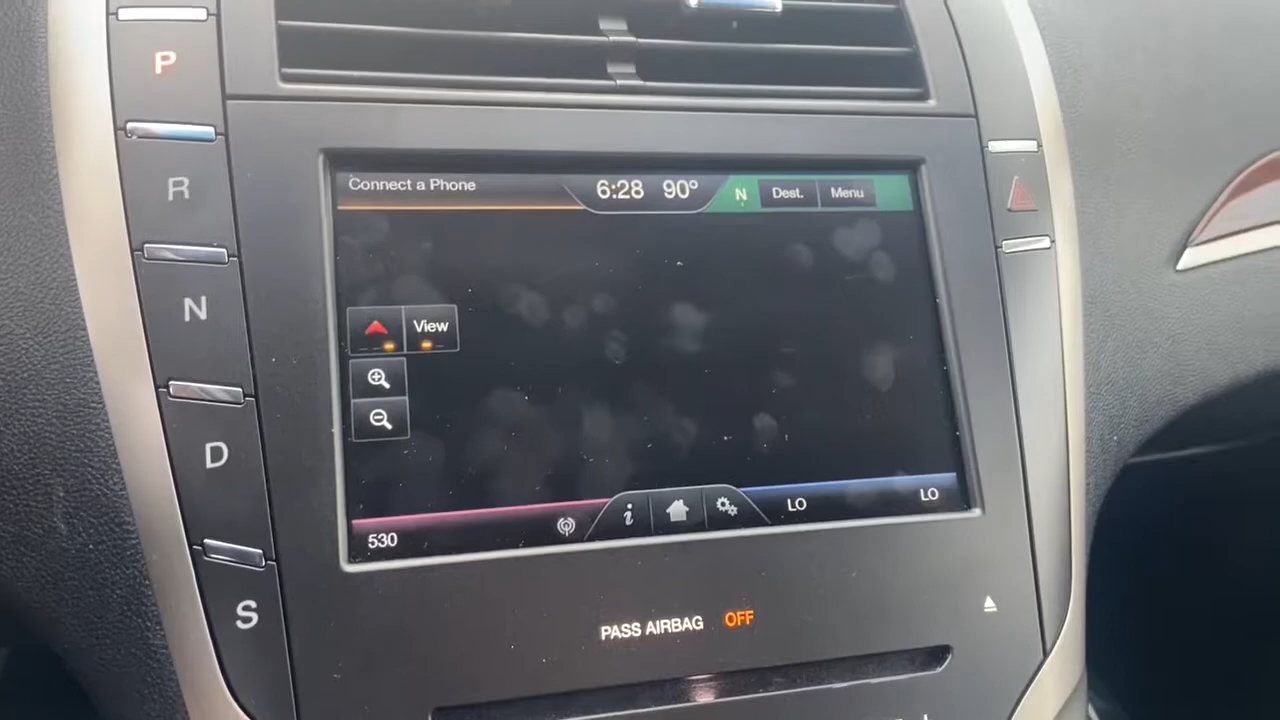 P
R
N
D
S
Connect a Phone
6:28 90°
N
Dest.
Menu
View
530
i
LO
LO
PASS AIRBAG OFF